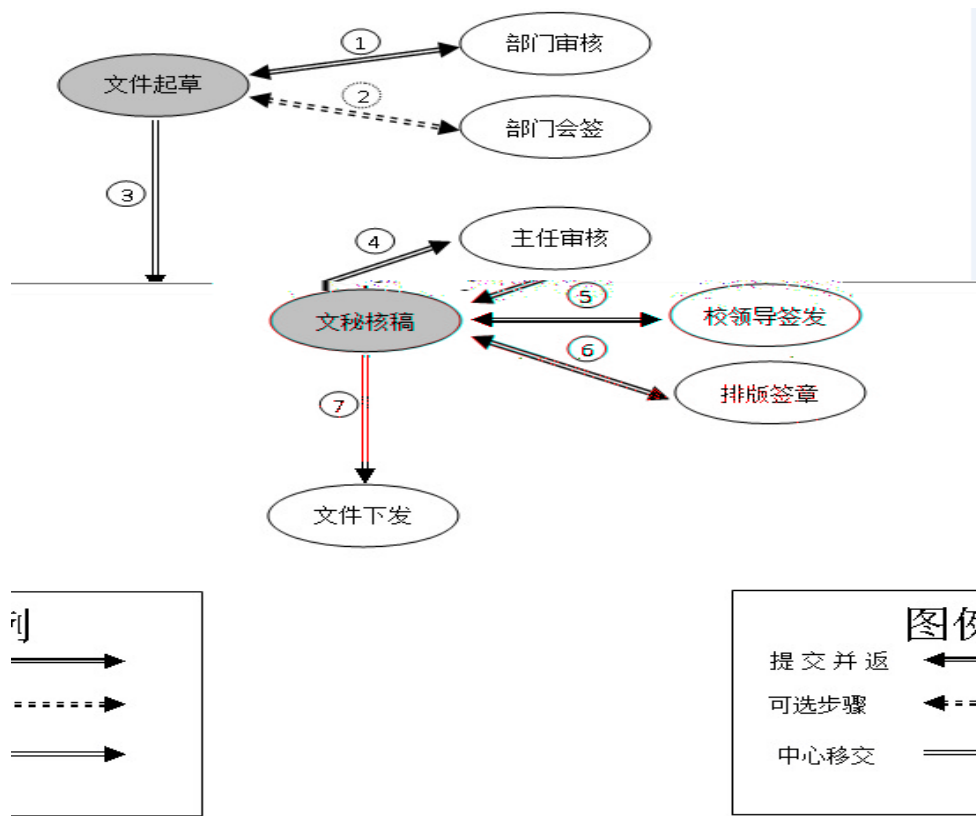 ① 部门审核
文件起草
② 部门会签
③
④ 主任审核
⑤
文秘核稿 校领导签发
⑥
排版签章
⑦
文件下发
例 图例
提交并返
可选步骤
中心移交